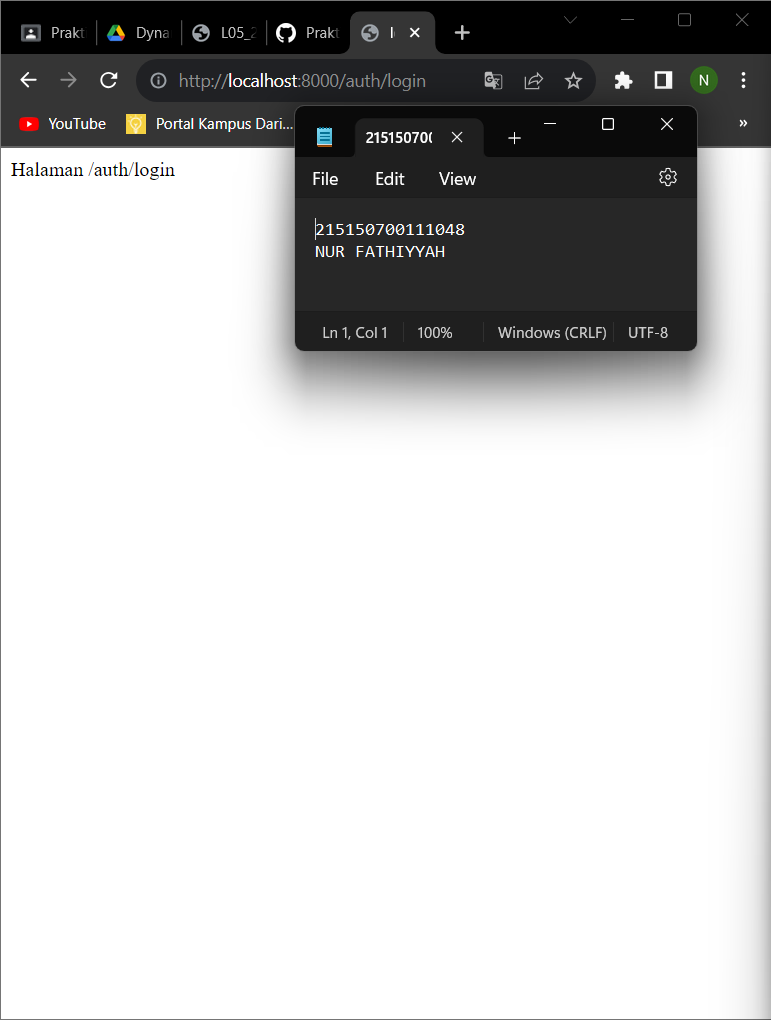 Prakt Dyna L05_2 Prakt
http://localhost:8000/auth/login
N
YouTube Portal Kampus Dari... »
Halaman /auth/login
21515070
File Edit View
215150700111048
NUR FATHIYYAH
Ln 1, Col 1 100% Windows (CRLF) UTF-8